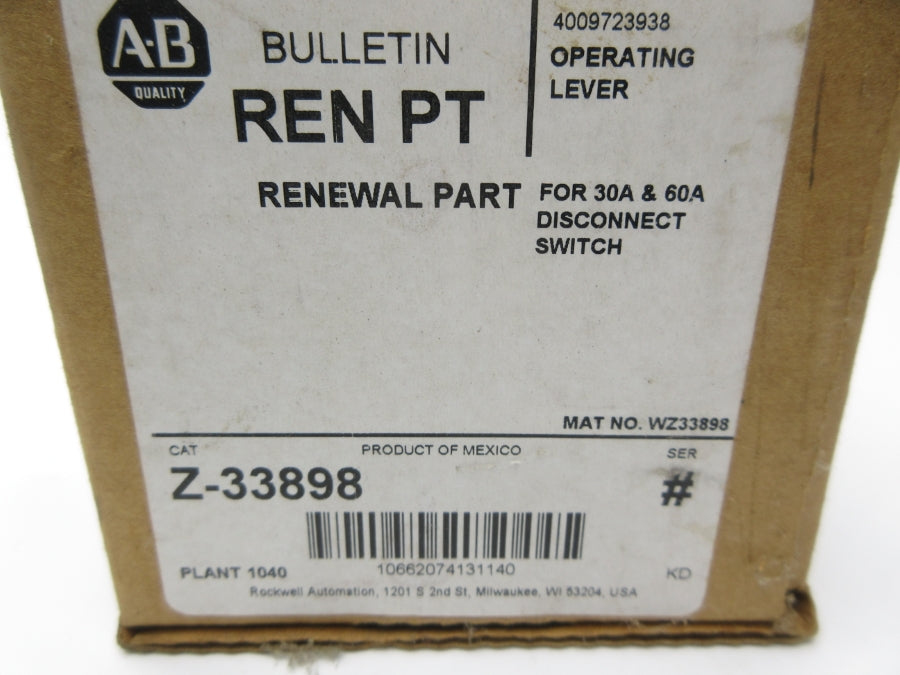 A-B
QUALITY
BULLETIN
REN PT
4009723938
OPERATING
LEVER
RENEWAL PART
FOR 30A & 60A
DISCONNECT
SWITCH
MAT NO. WZ33898
CAT
PRODUCT OF MEXICO
SER
Z-33898
#
10662074131140
PLANT 1040
KD
Rockwell Automation, 1201 S 2nd St, Milwaukee, WI 53204, USA